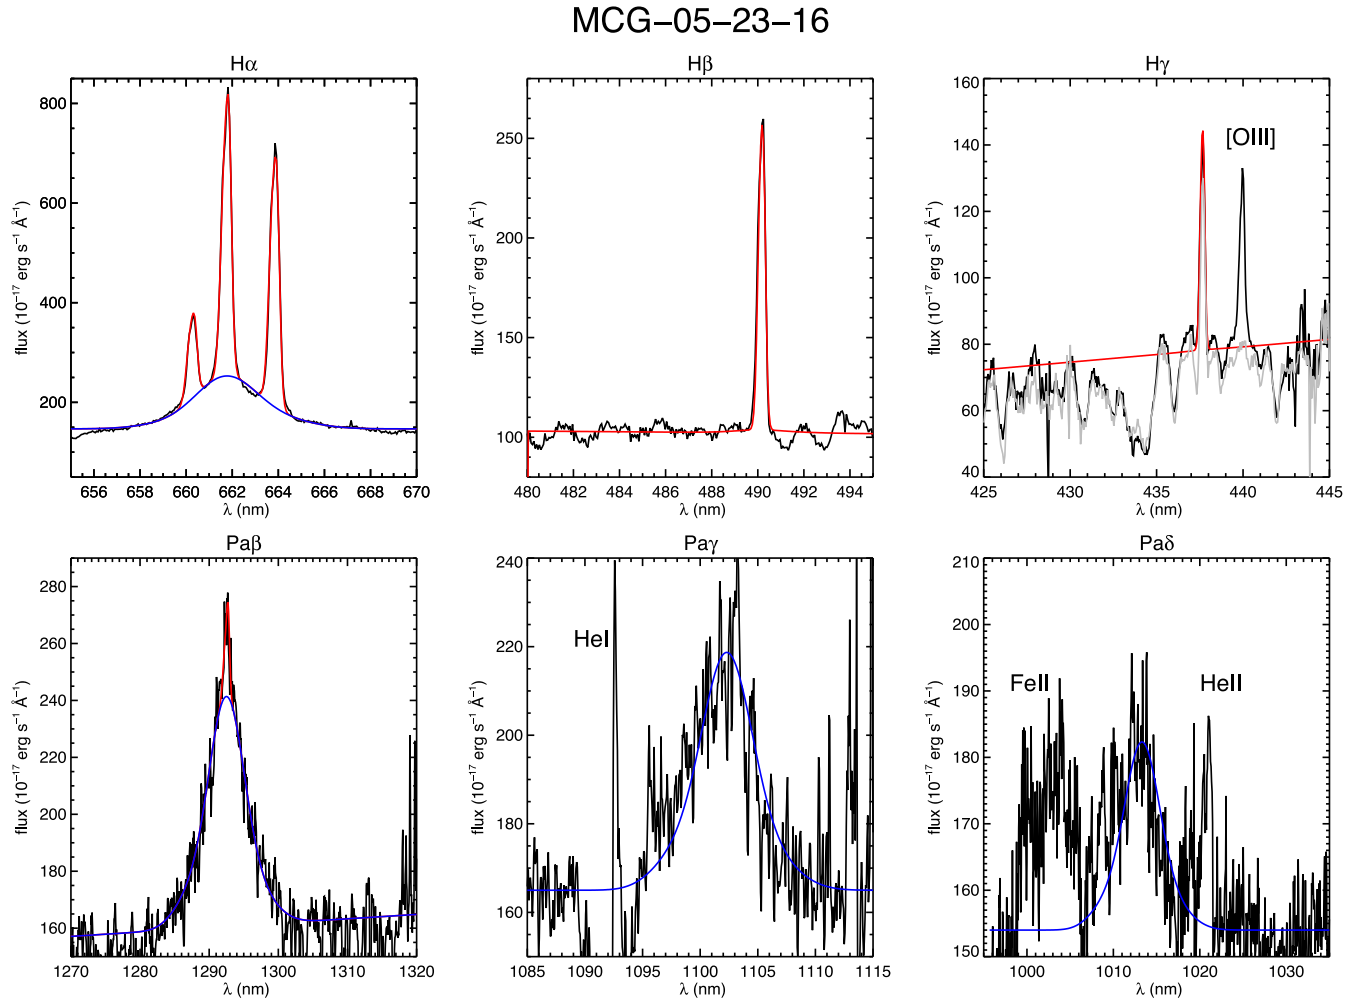 MCG−05−23−16
Hα
Hβ
Hγ
flux (10⁻¹⁷ erg s⁻¹ Å⁻¹)
800
600
400
200
656 658 660 662 664 666 668 670
λ (nm)
flux (10⁻¹⁷ erg s⁻¹ Å⁻¹)
250
200
150
100
480 482 484 486 488 490 492 494
λ (nm)
flux (10⁻¹⁷ erg s⁻¹ Å⁻¹)
160
140
120
100
80
60
40
[OIII]
425 430 435 440 445
λ (nm)
Paβ
Paγ
Paδ
flux (10⁻¹⁷ erg s⁻¹ Å⁻¹)
280
260
240
220
200
180
160
1270 1280 1290 1300 1310 1320
λ (nm)
flux (10⁻¹⁷ erg s⁻¹ Å⁻¹)
240
220
200
180
160
HeI
1085 1090 1095 1100 1105 1110 1115
λ (nm)
flux (10⁻¹⁷ erg s⁻¹ Å⁻¹)
210
200
190
180
170
160
150
FeII
HeII
1000 1010 1020 1030
λ (nm)